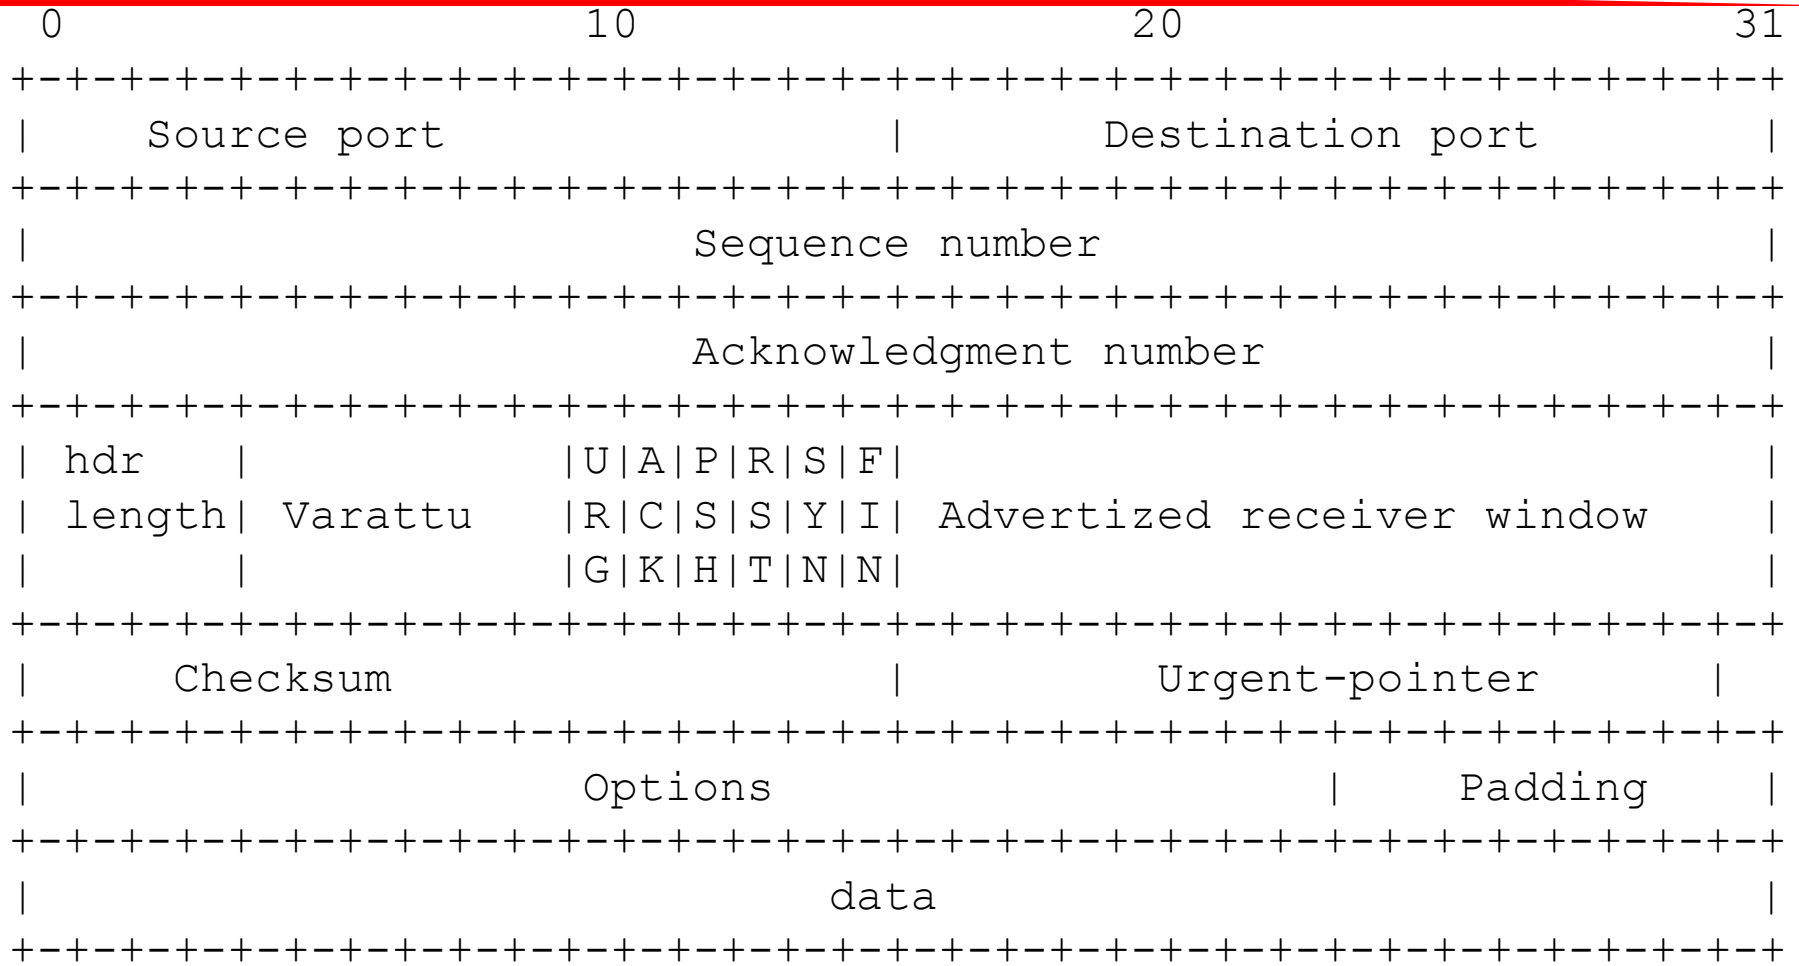 0                   10                  20                   31
+-+-+-+-+-+-+-+-+-+-+-+-+-+-+-+-+-+-+-+-+-+-+-+-+-+-+-+-+-+-+-+-+
|    Source port                |       Destination port        |
+-+-+-+-+-+-+-+-+-+-+-+-+-+-+-+-+-+-+-+-+-+-+-+-+-+-+-+-+-+-+-+-+
|                        Sequence number                        |
+-+-+-+-+-+-+-+-+-+-+-+-+-+-+-+-+-+-+-+-+-+-+-+-+-+-+-+-+-+-+-+-+
|                        Acknowledgment number                  |
+-+-+-+-+-+-+-+-+-+-+-+-+-+-+-+-+-+-+-+-+-+-+-+-+-+-+-+-+-+-+-+-+
| hdr   |           |U|A|P|R|S|F|                               |
| length| Varattu   |R|C|S|S|Y|I| Advertized receiver window    |
|       |           |G|K|H|T|N|N|                               |
+-+-+-+-+-+-+-+-+-+-+-+-+-+-+-+-+-+-+-+-+-+-+-+-+-+-+-+-+-+-+-+-+
|     Checksum                  |         Urgent-pointer      |
+-+-+-+-+-+-+-+-+-+-+-+-+-+-+-+-+-+-+-+-+-+-+-+-+-+-+-+-+-+-+-+-+
|                    Options                    |    Padding    |
+-+-+-+-+-+-+-+-+-+-+-+-+-+-+-+-+-+-+-+-+-+-+-+-+-+-+-+-+-+-+-+-+
|                             data                              |
+-+-+-+-+-+-+-+-+-+-+-+-+-+-+-+-+-+-+-+-+-+-+-+-+-+-+-+-+-+-+-+-+